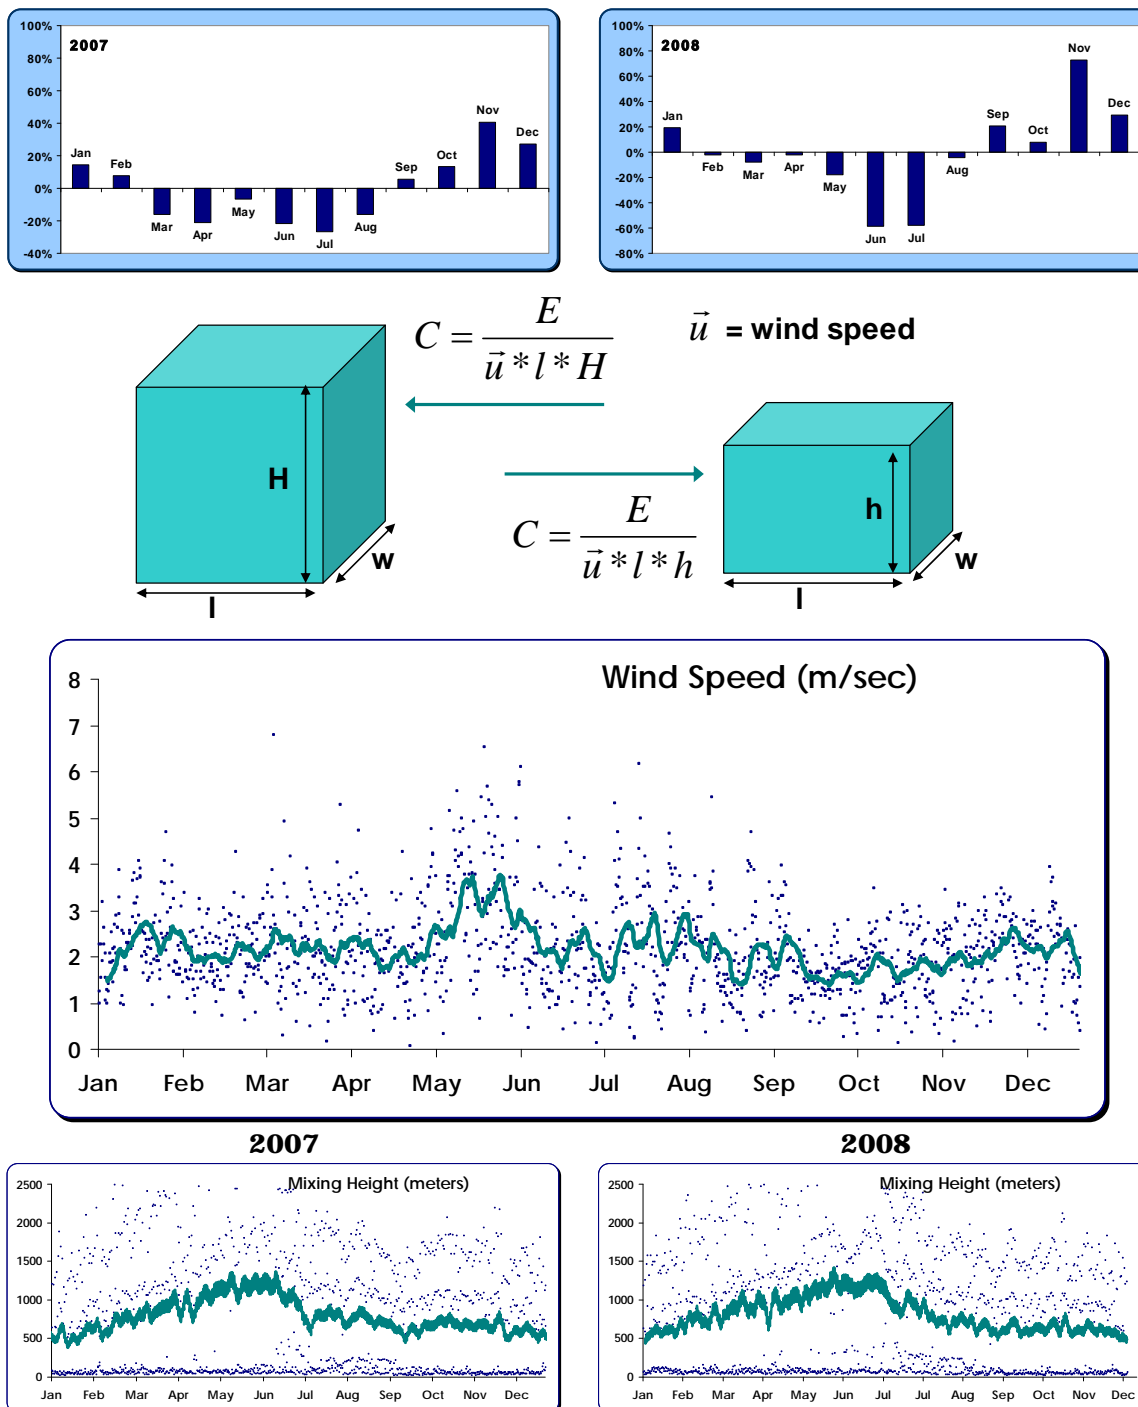 100%
80%
60%
40%
20%
0%
-20%
-40%
2007
Jan
Feb
Mar
Apr
May
Jun
Jul
Aug
Sep
Oct
Nov
Dec
100%
80%
60%
40%
20%
0%
-20%
-40%
-60%
-80%
2008
Jan
Feb
Mar
Apr
May
Jun
Jul
Aug
Sep
Oct
Nov
Dec
C = E / u⃗ * l * H
u⃗ = wind speed
H
w
l
C = E / u⃗ * l * h
h
w
l
Wind Speed (m/sec)
8
7
6
5
4
3
2
1
0
Jan Feb Mar Apr May Jun Jul Aug Sep Oct Nov Dec
2007
Mixing Height (meters)
2500
2000
1500
1000
500
0
Jan Feb Mar Apr May Jun Jul Aug Sep Oct Nov Dec
2008
Mixing Height (meters)
2500
2000
1500
1000
500
0
Jan Feb Mar Apr May Jun Jul Aug Sep Oct Nov Dec